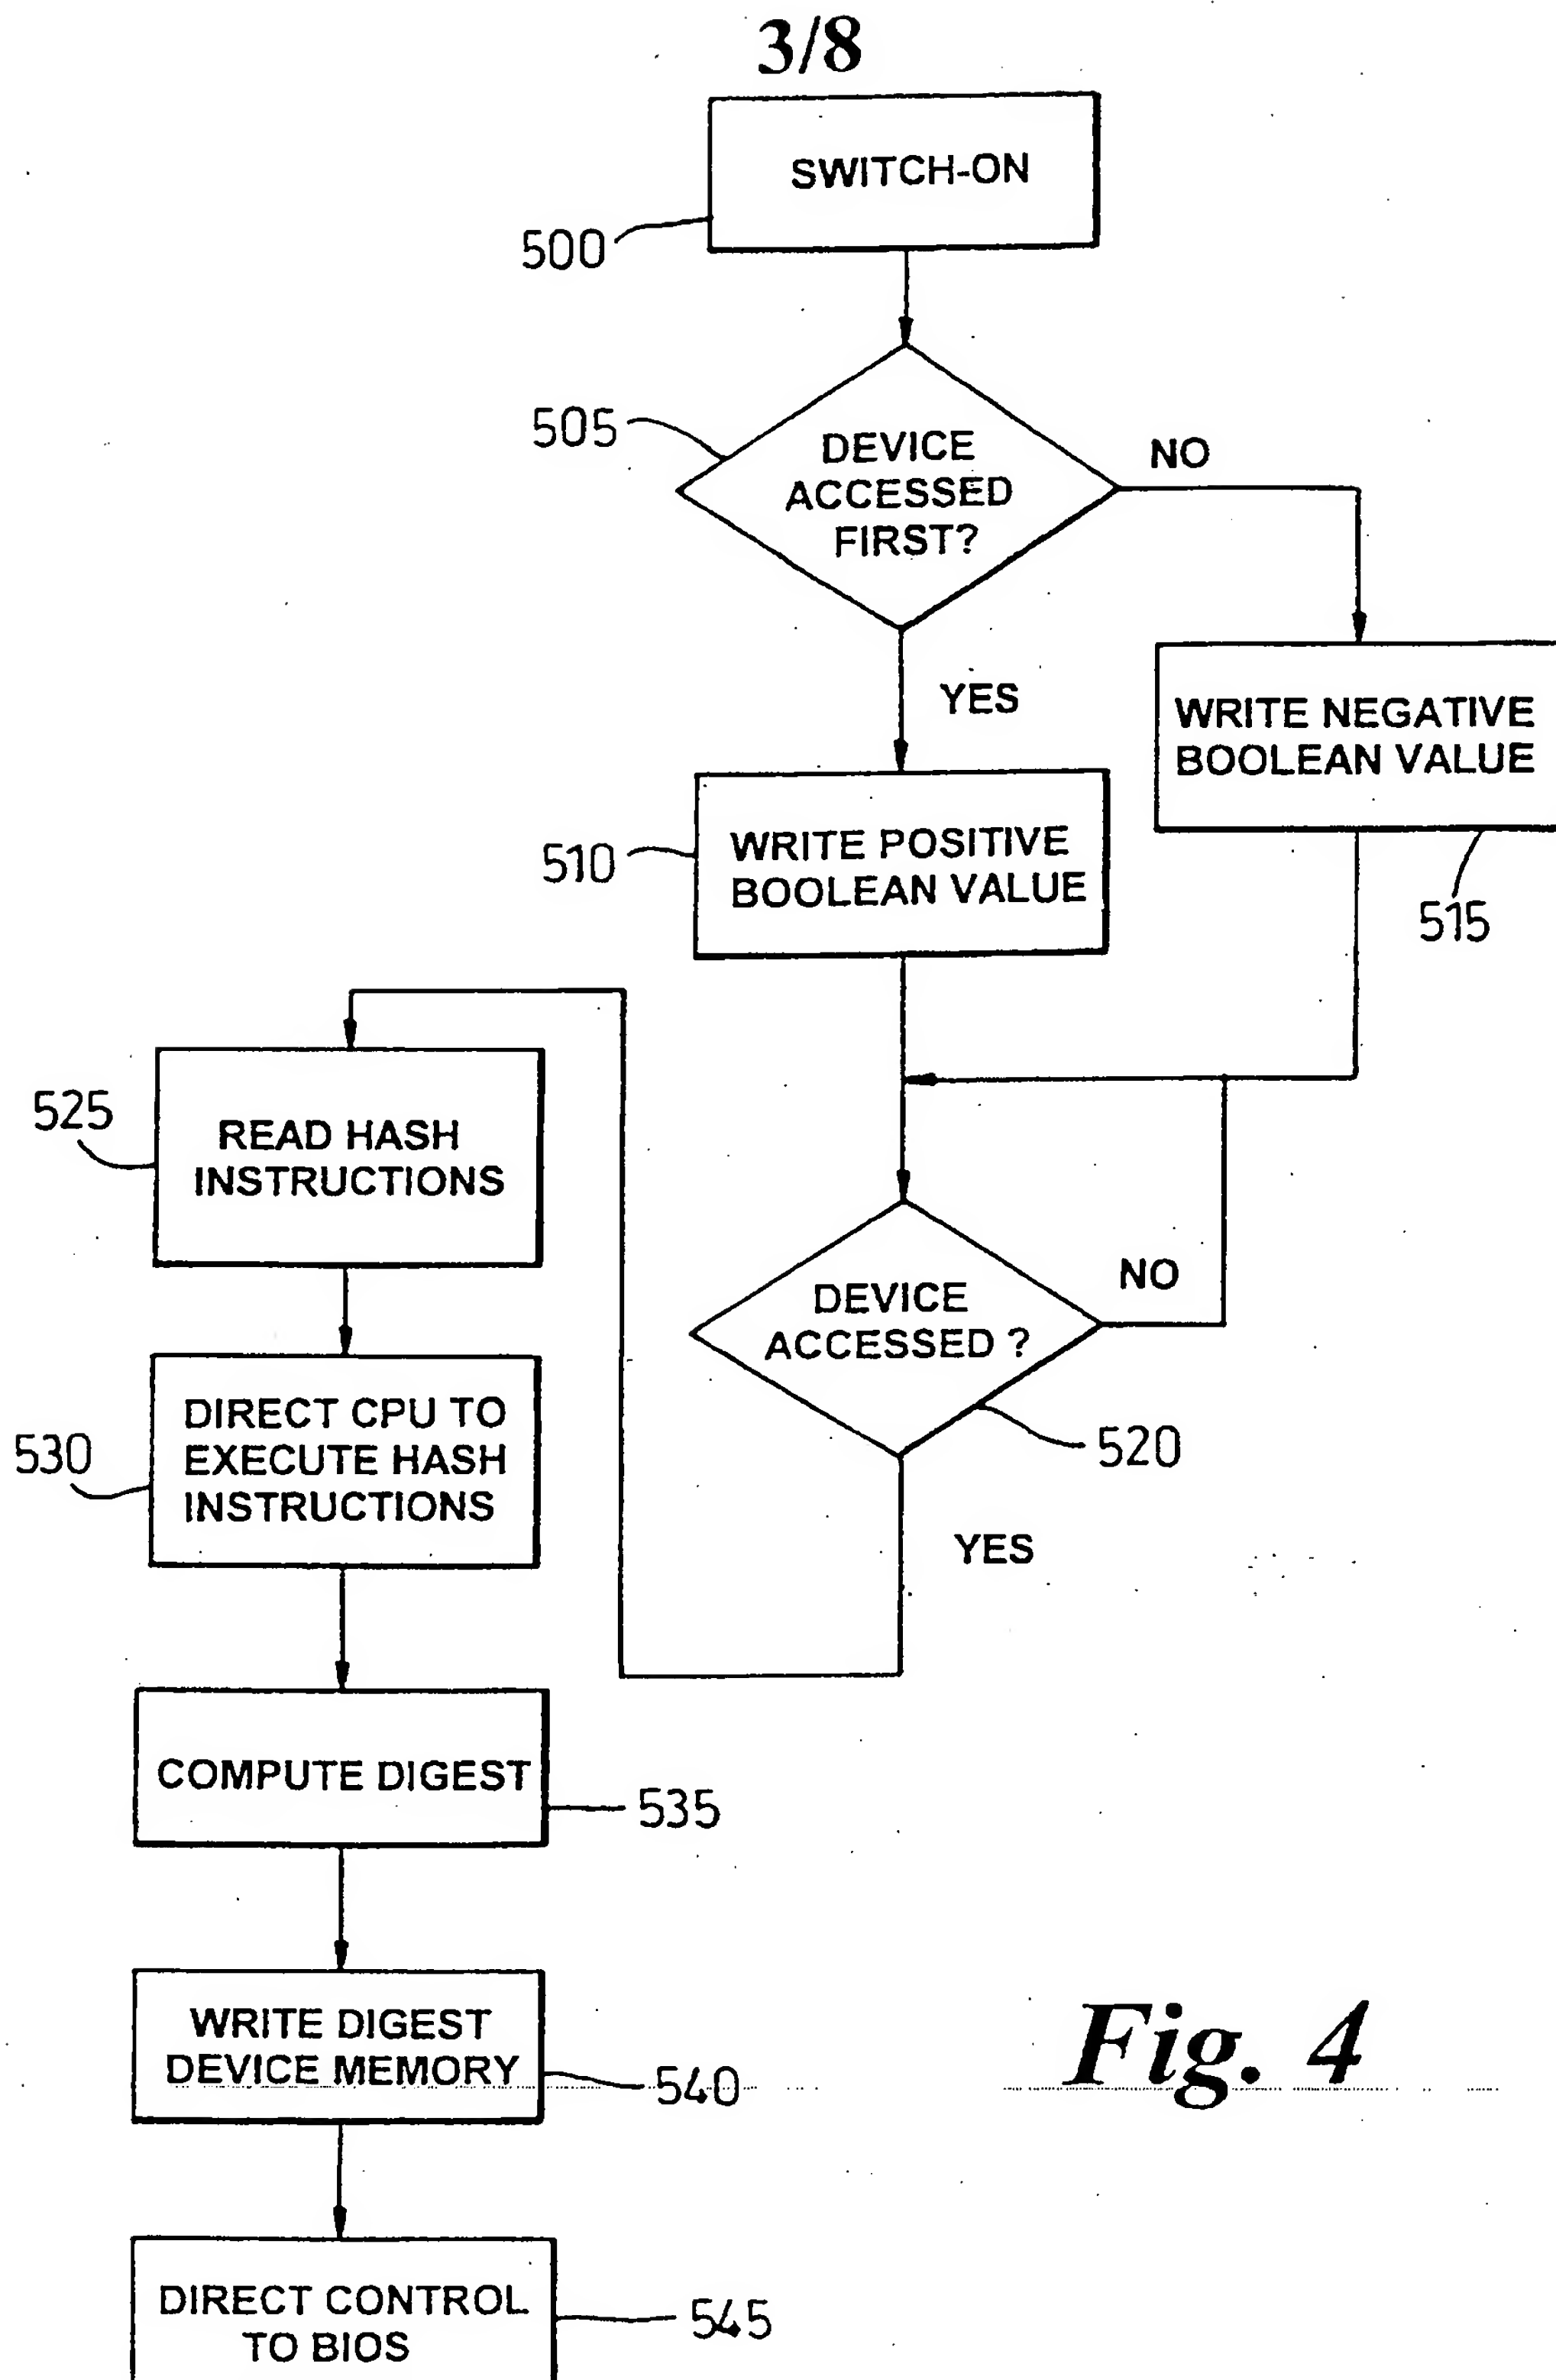 3/8
SWITCH-ON
500
505
DEVICE
ACCESSED
FIRST?
NO
YES
WRITE NEGATIVE
BOOLEAN VALUE
515
510
WRITE POSITIVE
BOOLEAN VALUE
525
READ HASH
INSTRUCTIONS
DEVICE
ACCESSED ?
NO
520
YES
530
DIRECT CPU TO
EXECUTE HASH
INSTRUCTIONS
COMPUTE DIGEST
535
WRITE DIGEST
DEVICE MEMORY
540
DIRECT CONTROL
TO BIOS
545
Fig. 4